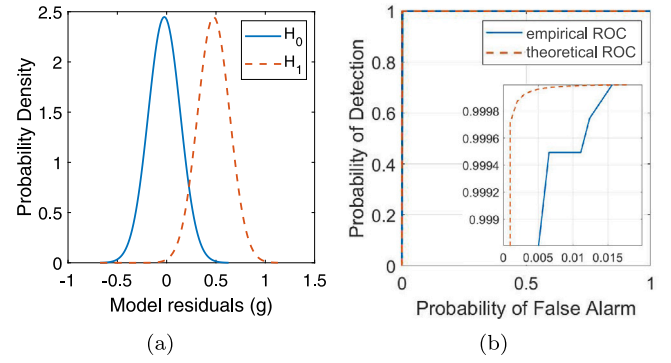 2.5
2
1.5
1
0.5
0
Probability Density
H0
H1
-1 -0.5 0 0.5 1 1.5
Model residuals (g)
(a)
1
0.8
0.6
0.4
0.2
0
Probability of Detection
empirical ROC
theoretical ROC
0.9998
0.9996
0.9994
0.9992
0.999
0 0.005 0.01 0.015
0 0.5 1
Probability of False Alarm
(b)